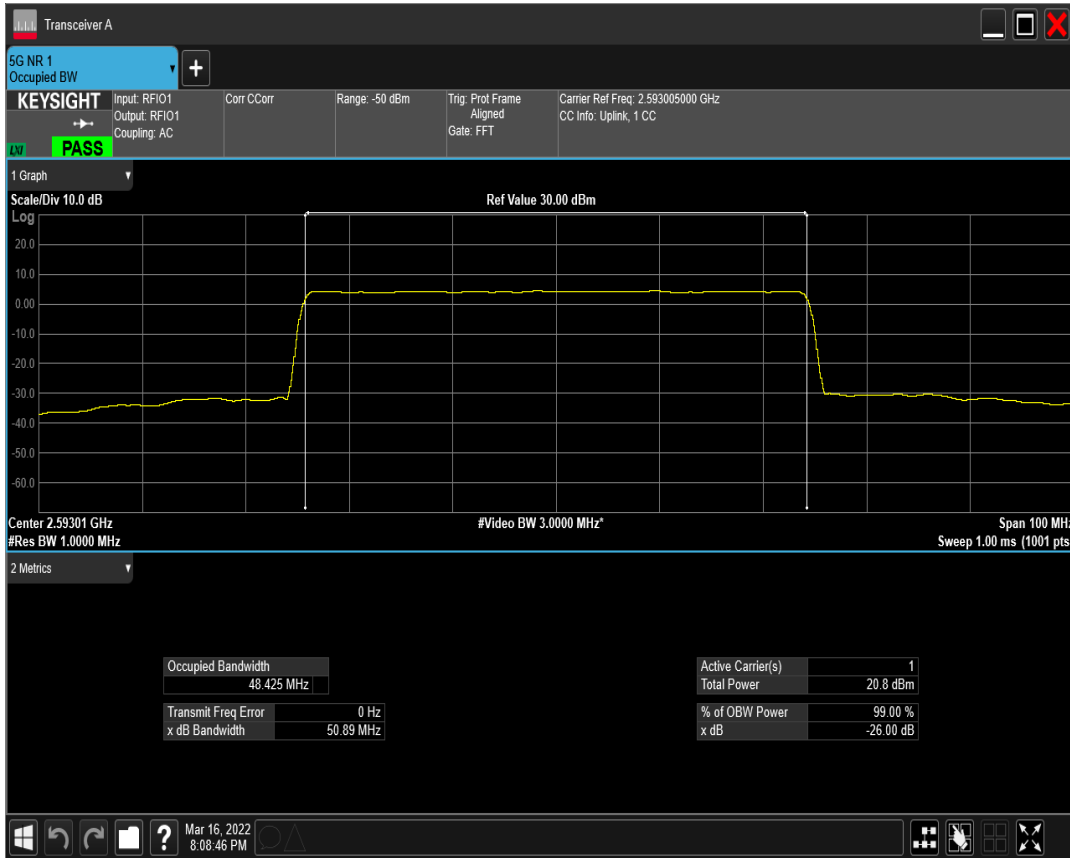 Transceiver A
5G NR 1
Occupied BW
KEYSIGHT
LXI
PASS
Input: RFIO1
Output: RFIO1
Coupling: AC
Corr CCorr
Range: -50 dBm
Trig: Prot Frame
Aligned
Gate: FFT
Carrier Ref Freq: 2.593005000 GHz
CC Info: Uplink, 1 CC
1 Graph
Scale/Div 10.0 dB
Ref Value 30.00 dBm
Log
20.0
10.0
0.00
-10.0
-20.0
-30.0
-40.0
-50.0
-60.0
Center 2.59301 GHz
#Video BW 3.0000 MHz*
Span 100 MHz
#Res BW 1.0000 MHz
Sweep 1.00 ms (1001 pts
2 Metrics
Occupied Bandwidth
48.425 MHz
Transmit Freq Error 0 Hz
x dB Bandwidth 50.89 MHz
Active Carrier(s) 1
Total Power 20.8 dBm
% of OBW Power 99.00 %
x dB -26.00 dB
?
Mar 16, 2022
8:08:46 PM